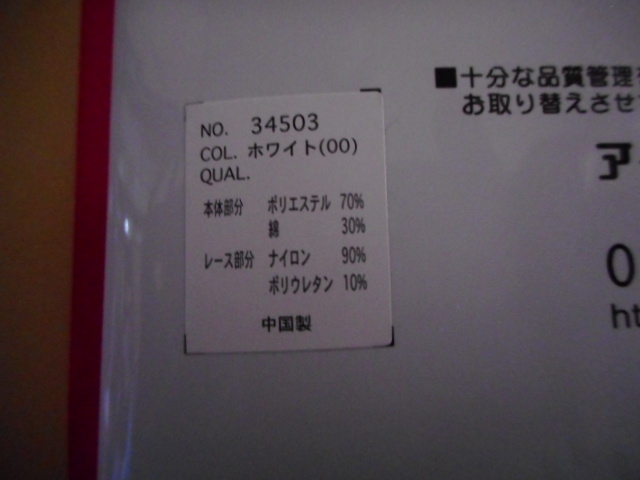 NO. 34503
COL. ホワイト(00)
QUAL.
本体部分 ポリエステル 70%
綿 30%
レース部分 ナイロン 90%
ポリウレタン 10%
中国製
■十分な品質管理を
お取り替えさせ
ア
0
ht